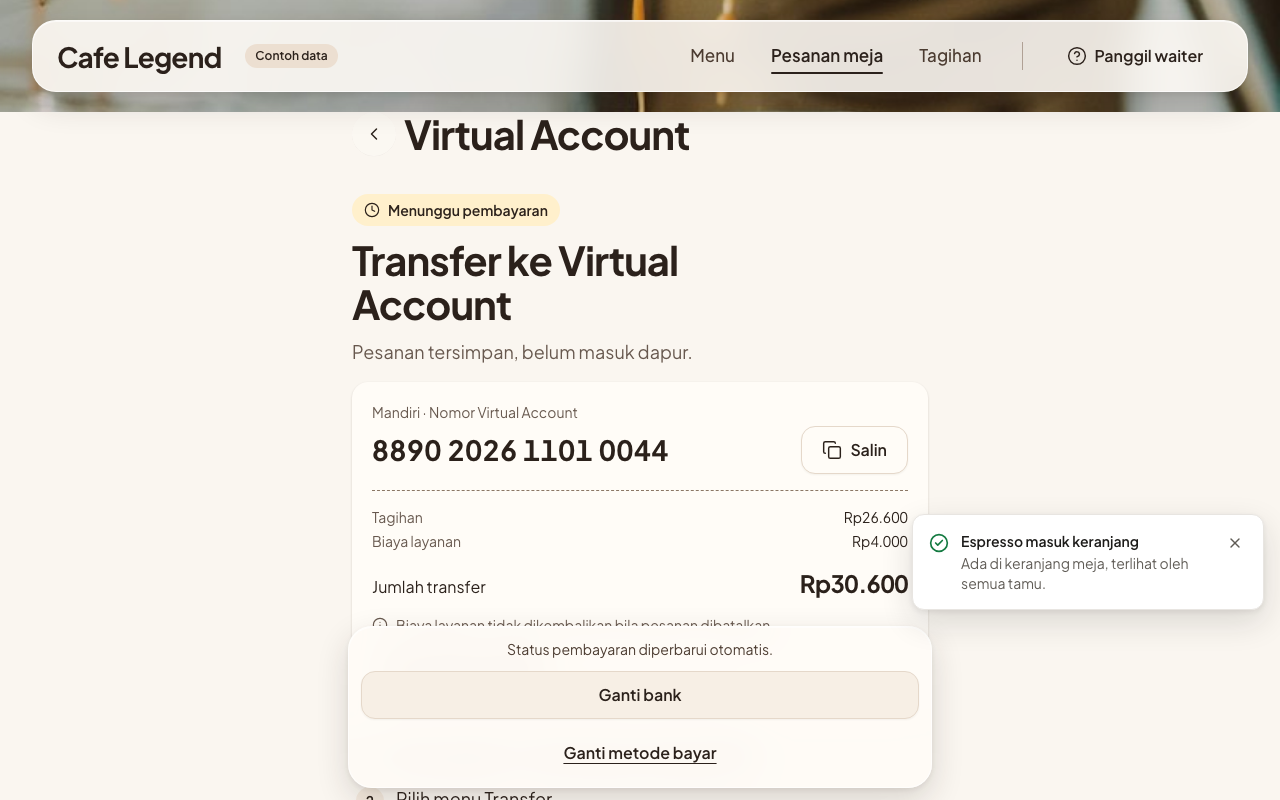 Cafe Legend
Contoh data
Menu
Pesanan meja
Tagihan
Panggil waiter
Virtual Account
Menunggu pembayaran
Transfer ke Virtual
Account
Pesanan tersimpan, belum masuk dapur.
Mandiri · Nomor Virtual Account
8890 2026 1101 0044
Salin
Tagihan
Rp26.600
Biaya layanan
Rp4.000
Jumlah transfer
Rp30.600
Biaya layanan tidak dikembalikan bila pesanan dibatalkan
Espresso masuk keranjang
Ada di keranjang meja, terlihat oleh
semua tamu.
Status pembayaran diperbarui otomatis.
Ganti bank
Ganti metode bayar
Pilih menu Transfer